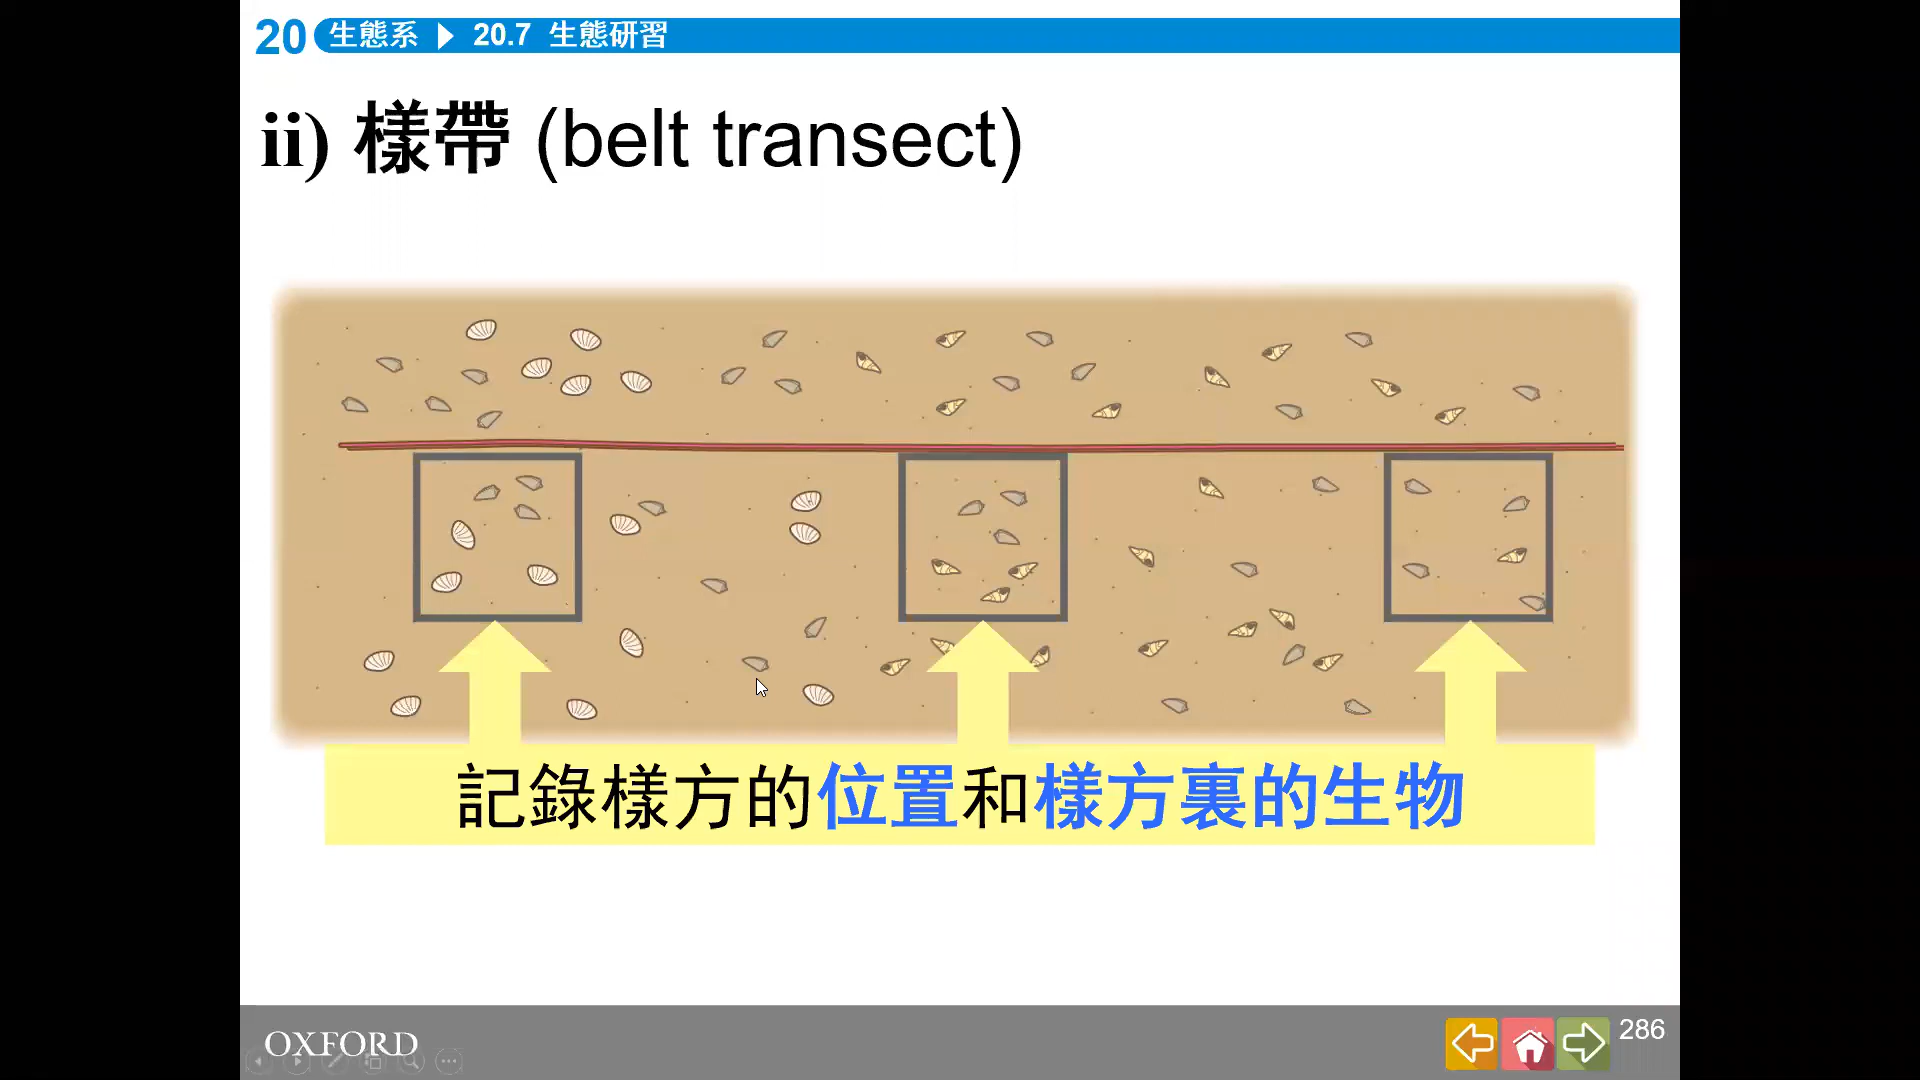 20 生態系 20.7 生態研習
ii) 樣帶 (belt transect)
記錄樣方的位置和樣方裏的生物
OXFORD
286